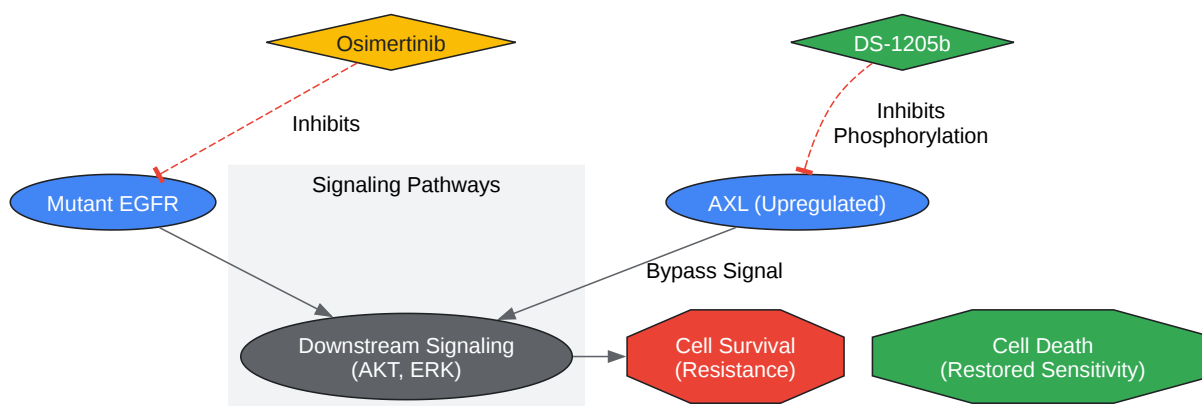 Osimertinib
DS-1205b
Inhibits
Inhibits
Phosphorylation
Signaling Pathways
Mutant EGFR
AXL (Upregulated)
Bypass Signal
Downstream Signaling
(AKT, ERK)
Cell Survival
(Resistance)
Cell Death
(Restored Sensitivity)